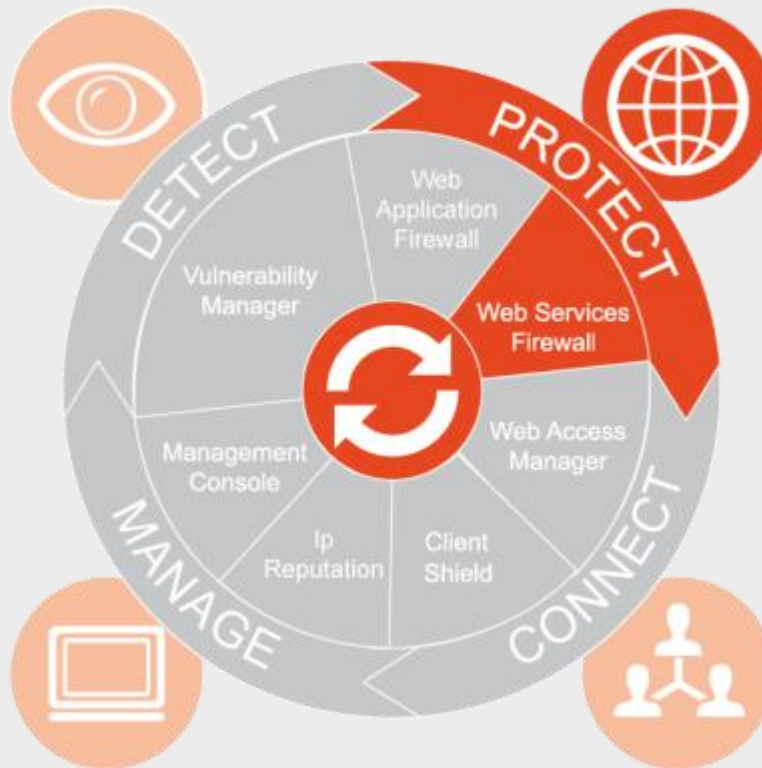 DETECT
PROTECT
Web
Application
Firewall
Vulnerability
Manager
Web Services
Firewall
Web Access
Manager
Management
Console
Ip
Reputation
Client
Shield
MANAGE
CONNECT